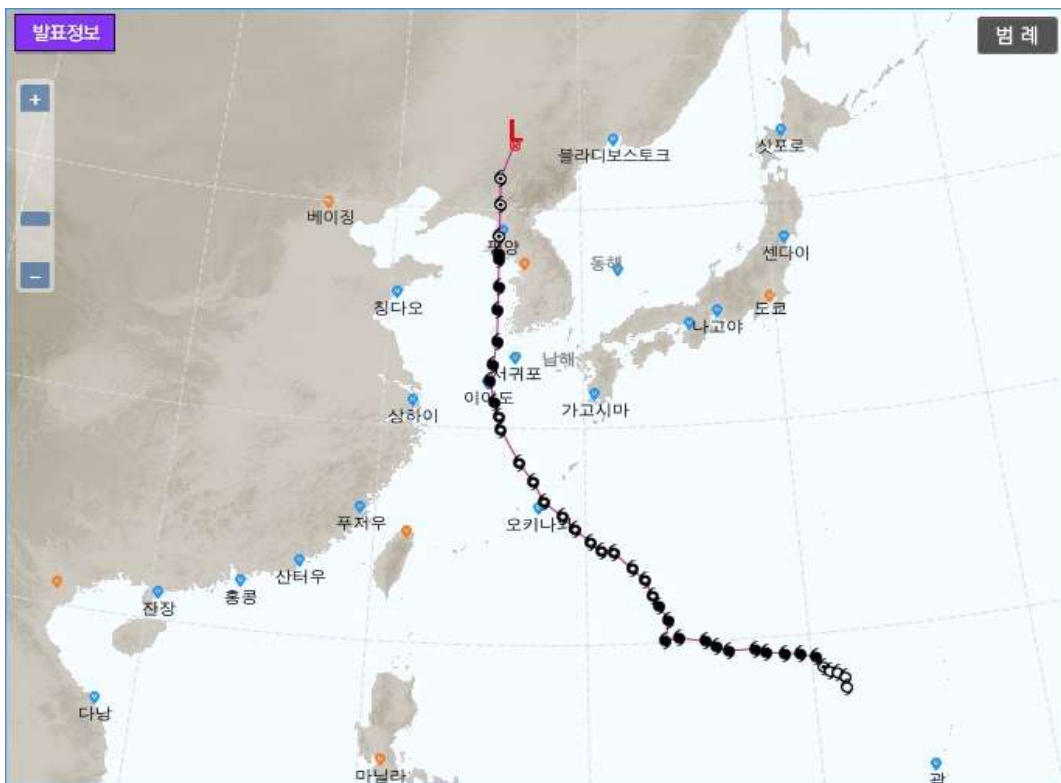 발표정보
범 례
+
L
블라디보스토크
삿포로
베이징
평양
동해
센다이
−
칭다오
나고야
도쿄
남해
서귀포
이어도
가고시마
상하이
푸저우
오키나와
산터우
홍콩
잔장
다낭
마닐라
괌